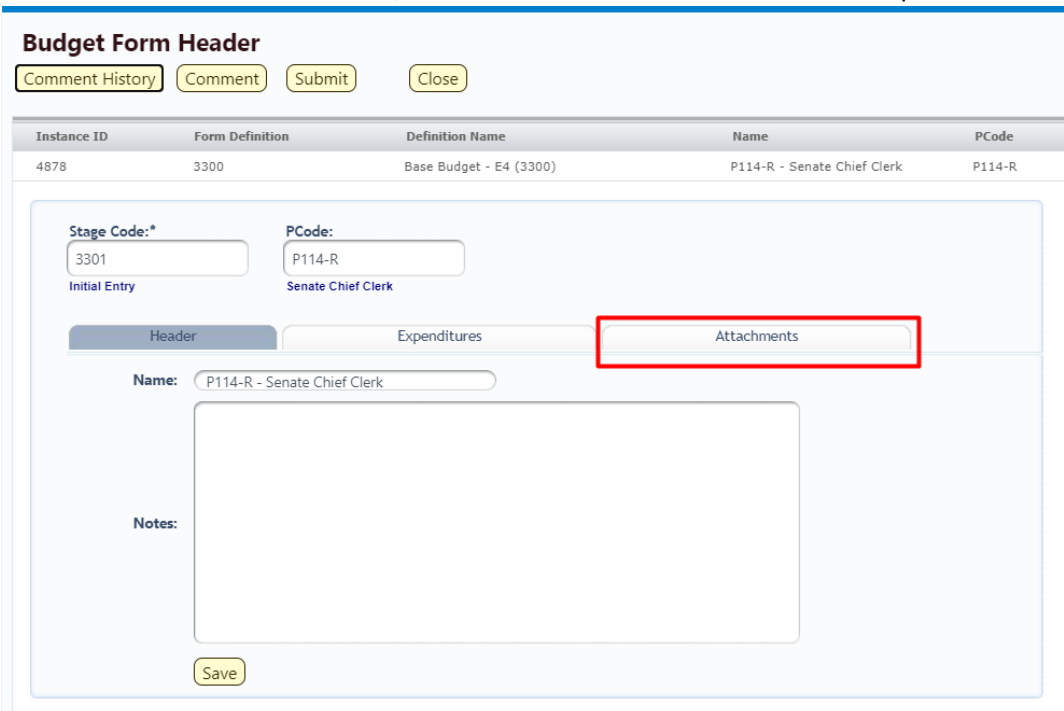 Budget Form Header
Comment History Comment Submit Close
Instance ID Form Definition Definition Name Name PCode
4878 3300 Base Budget - E4 (3300) P114-R - Senate Chief Clerk P114-R
Stage Code:* PCode:
3301 P114-R
Initial Entry Senate Chief Clerk
Header Expenditures Attachments
Name: P114-R - Senate Chief Clerk
Notes:
Save